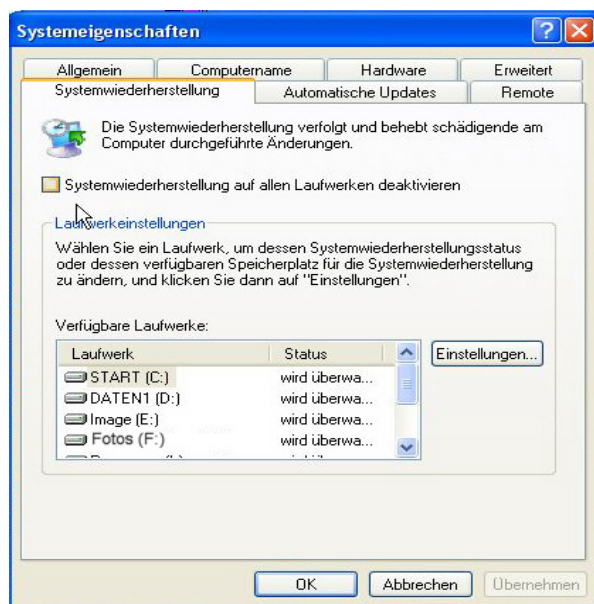 Systemeigenschaften
Allgemein Computername Hardware Erweitert
Systemwiederherstellung Automatische Updates Remote
Die Systemwiederherstellung verfolgt und behebt schädigende am
Computer durchgeführte Änderungen.
Systemwiederherstellung auf allen Laufwerken deaktivieren
Laufwerkeinstellungen
Wählen Sie ein Laufwerk, um dessen Systemwiederherstellungsstatus
oder dessen verfügbaren Speicherplatz für die Systemwiederherstellung
zu ändern, und klicken Sie dann auf "Einstellungen".
Verfügbare Laufwerke:
Laufwerk Status Einstellungen...
START (C:) wird überwa...
DATEN1 (D:) wird überwa...
Image (E:) wird überwa...
Fotos (F:) wird überwa...
OK Abbrechen Übernehmen